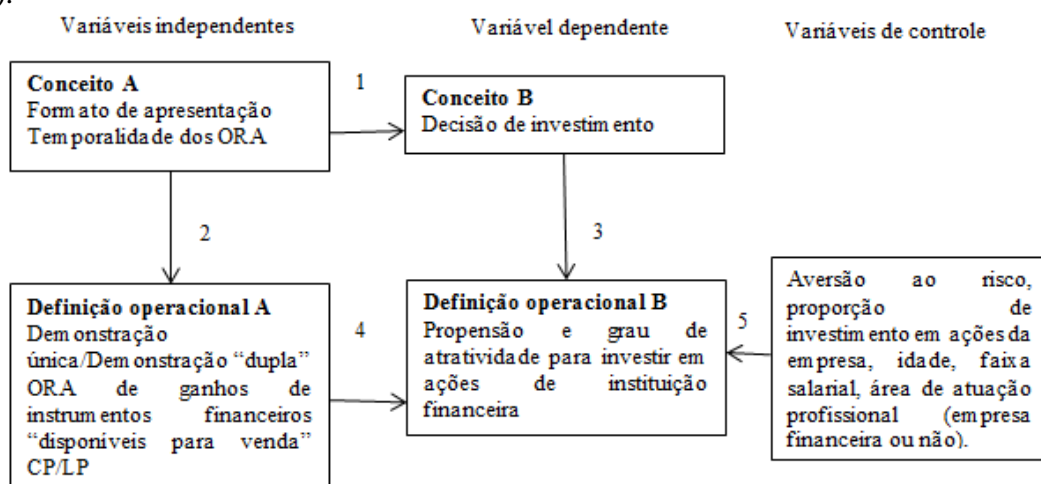 ).
Variáveis independentes
Variável dependente
Variáveis de controle
Conceito A
Formato de apresentação
Temporalidade dos ORA
1
Conceito B
Decisão de investimento
2
3
Definição operacional A
Demonstração
única/Demonstração “dupla”
ORA de ganhos de
instrumentos financeiros
“disponíveis para venda”
CP/LP
4
Definição operacional B
Propensão e grau de
atratividade para investir em
ações de instituição
financeira
5
Aversão ao risco,
proporção de
investimento em ações da
empresa, idade, faixa
salarial, área de atuação
profissional (empresa
financeira ou não).